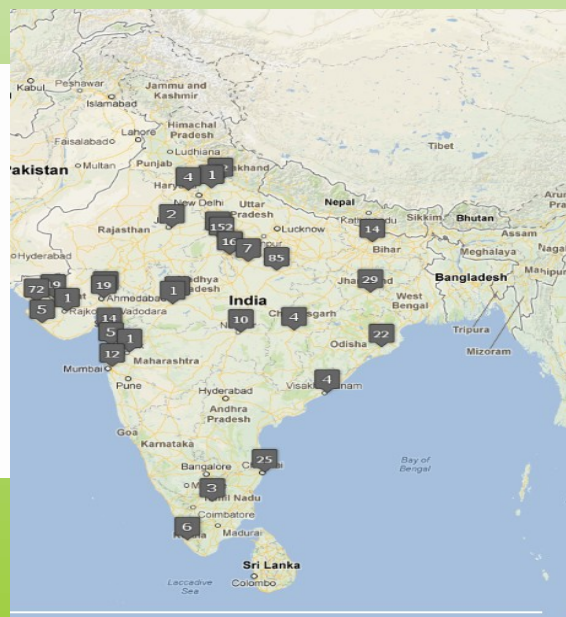 Kabul
Peshawar
Jammu and
Kashmir
Islamabad
Himachal
Pradesh
Lahore
Ludhiana
Faisalabad
Tibet
Multan
Punjab
akistan
4
1
New Delhi
Nepal
2
Uttar
Pradesh
Sikkim
Bhutan
Rajasthan
152
Lucknow
14
Assam
16
7
Bihar
Meghalaya
Hyderabad
85
Bangladesh
72
1
19
Ahmedabad
1
29
India
West
Bengal
5
Vadodara
14
10
4
Tripura
5
1
22
Odisha
Mizoram
12
Maharashtra
Mumbai
Pune
4
Hyderabad
Andhra
Pradesh
Goa
Karnataka
25
Bay of
Bengal
Bangalore
3
Coimbatore
6
Madurai
Sri Lanka
Laccadive
Sea
Colombo